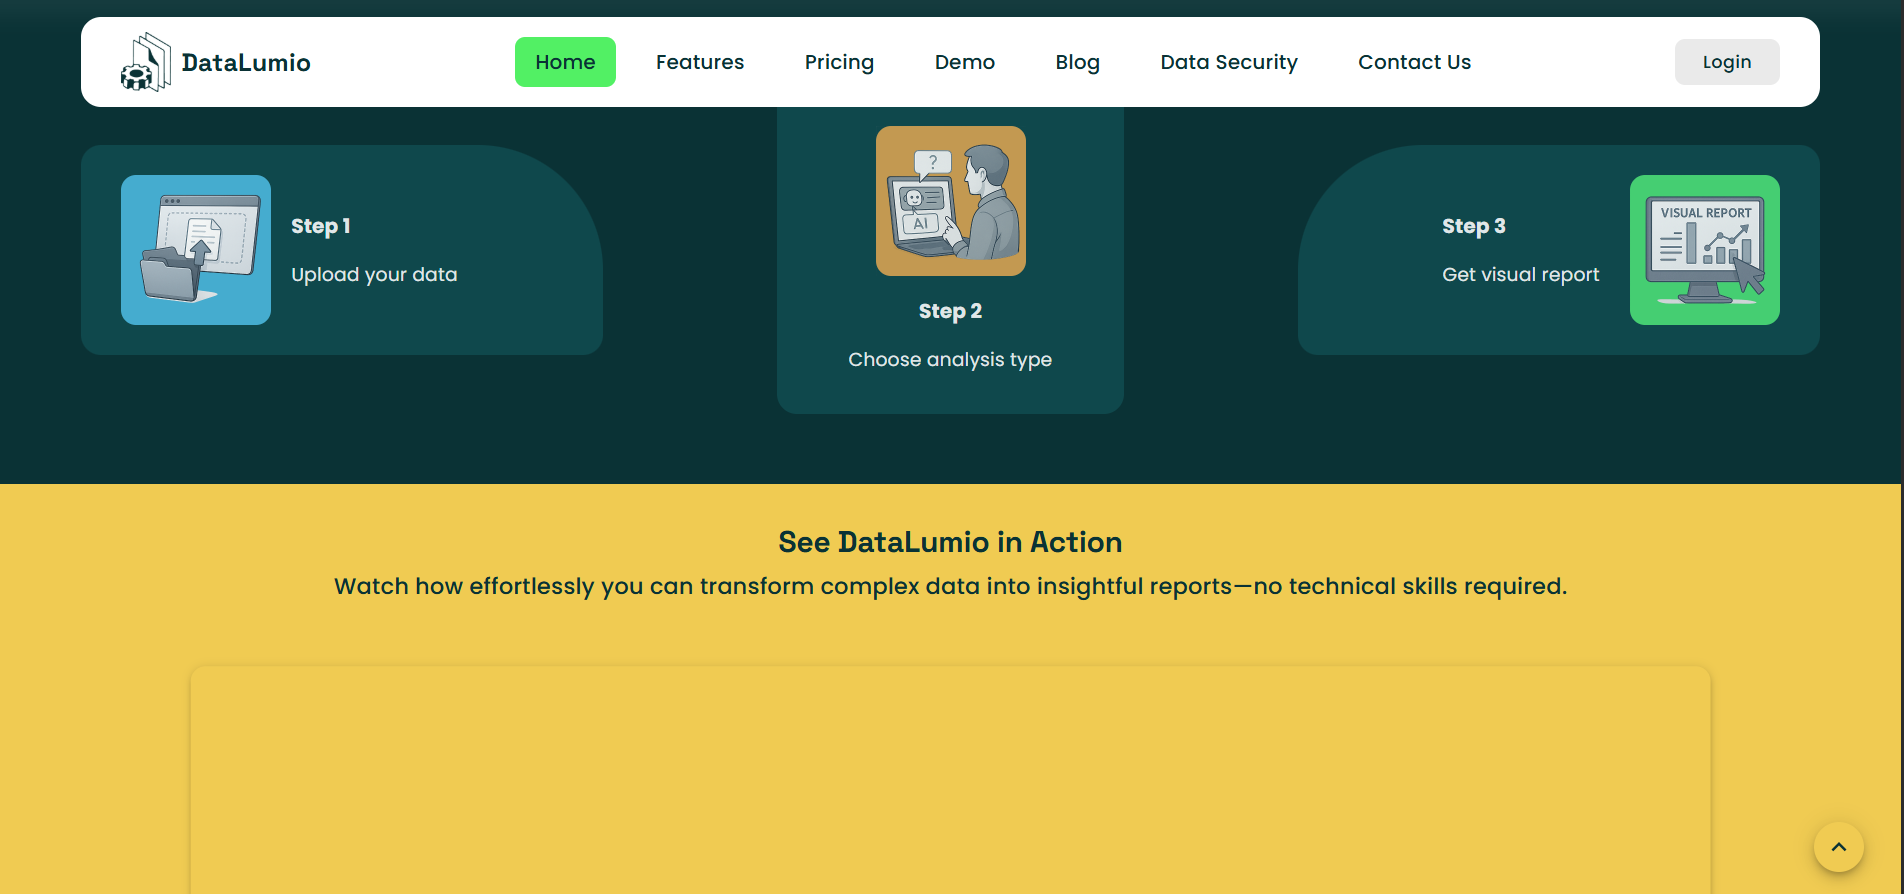 DataLumio
Home
Features
Pricing
Demo
Blog
Data Security
Contact Us
Login
Step 1
Upload your data
?
AI
Step 2
Choose analysis type
Step 3
Get visual report
VISUAL REPORT
See DataLumio in Action
Watch how effortlessly you can transform complex data into insightful reports—no technical skills required.